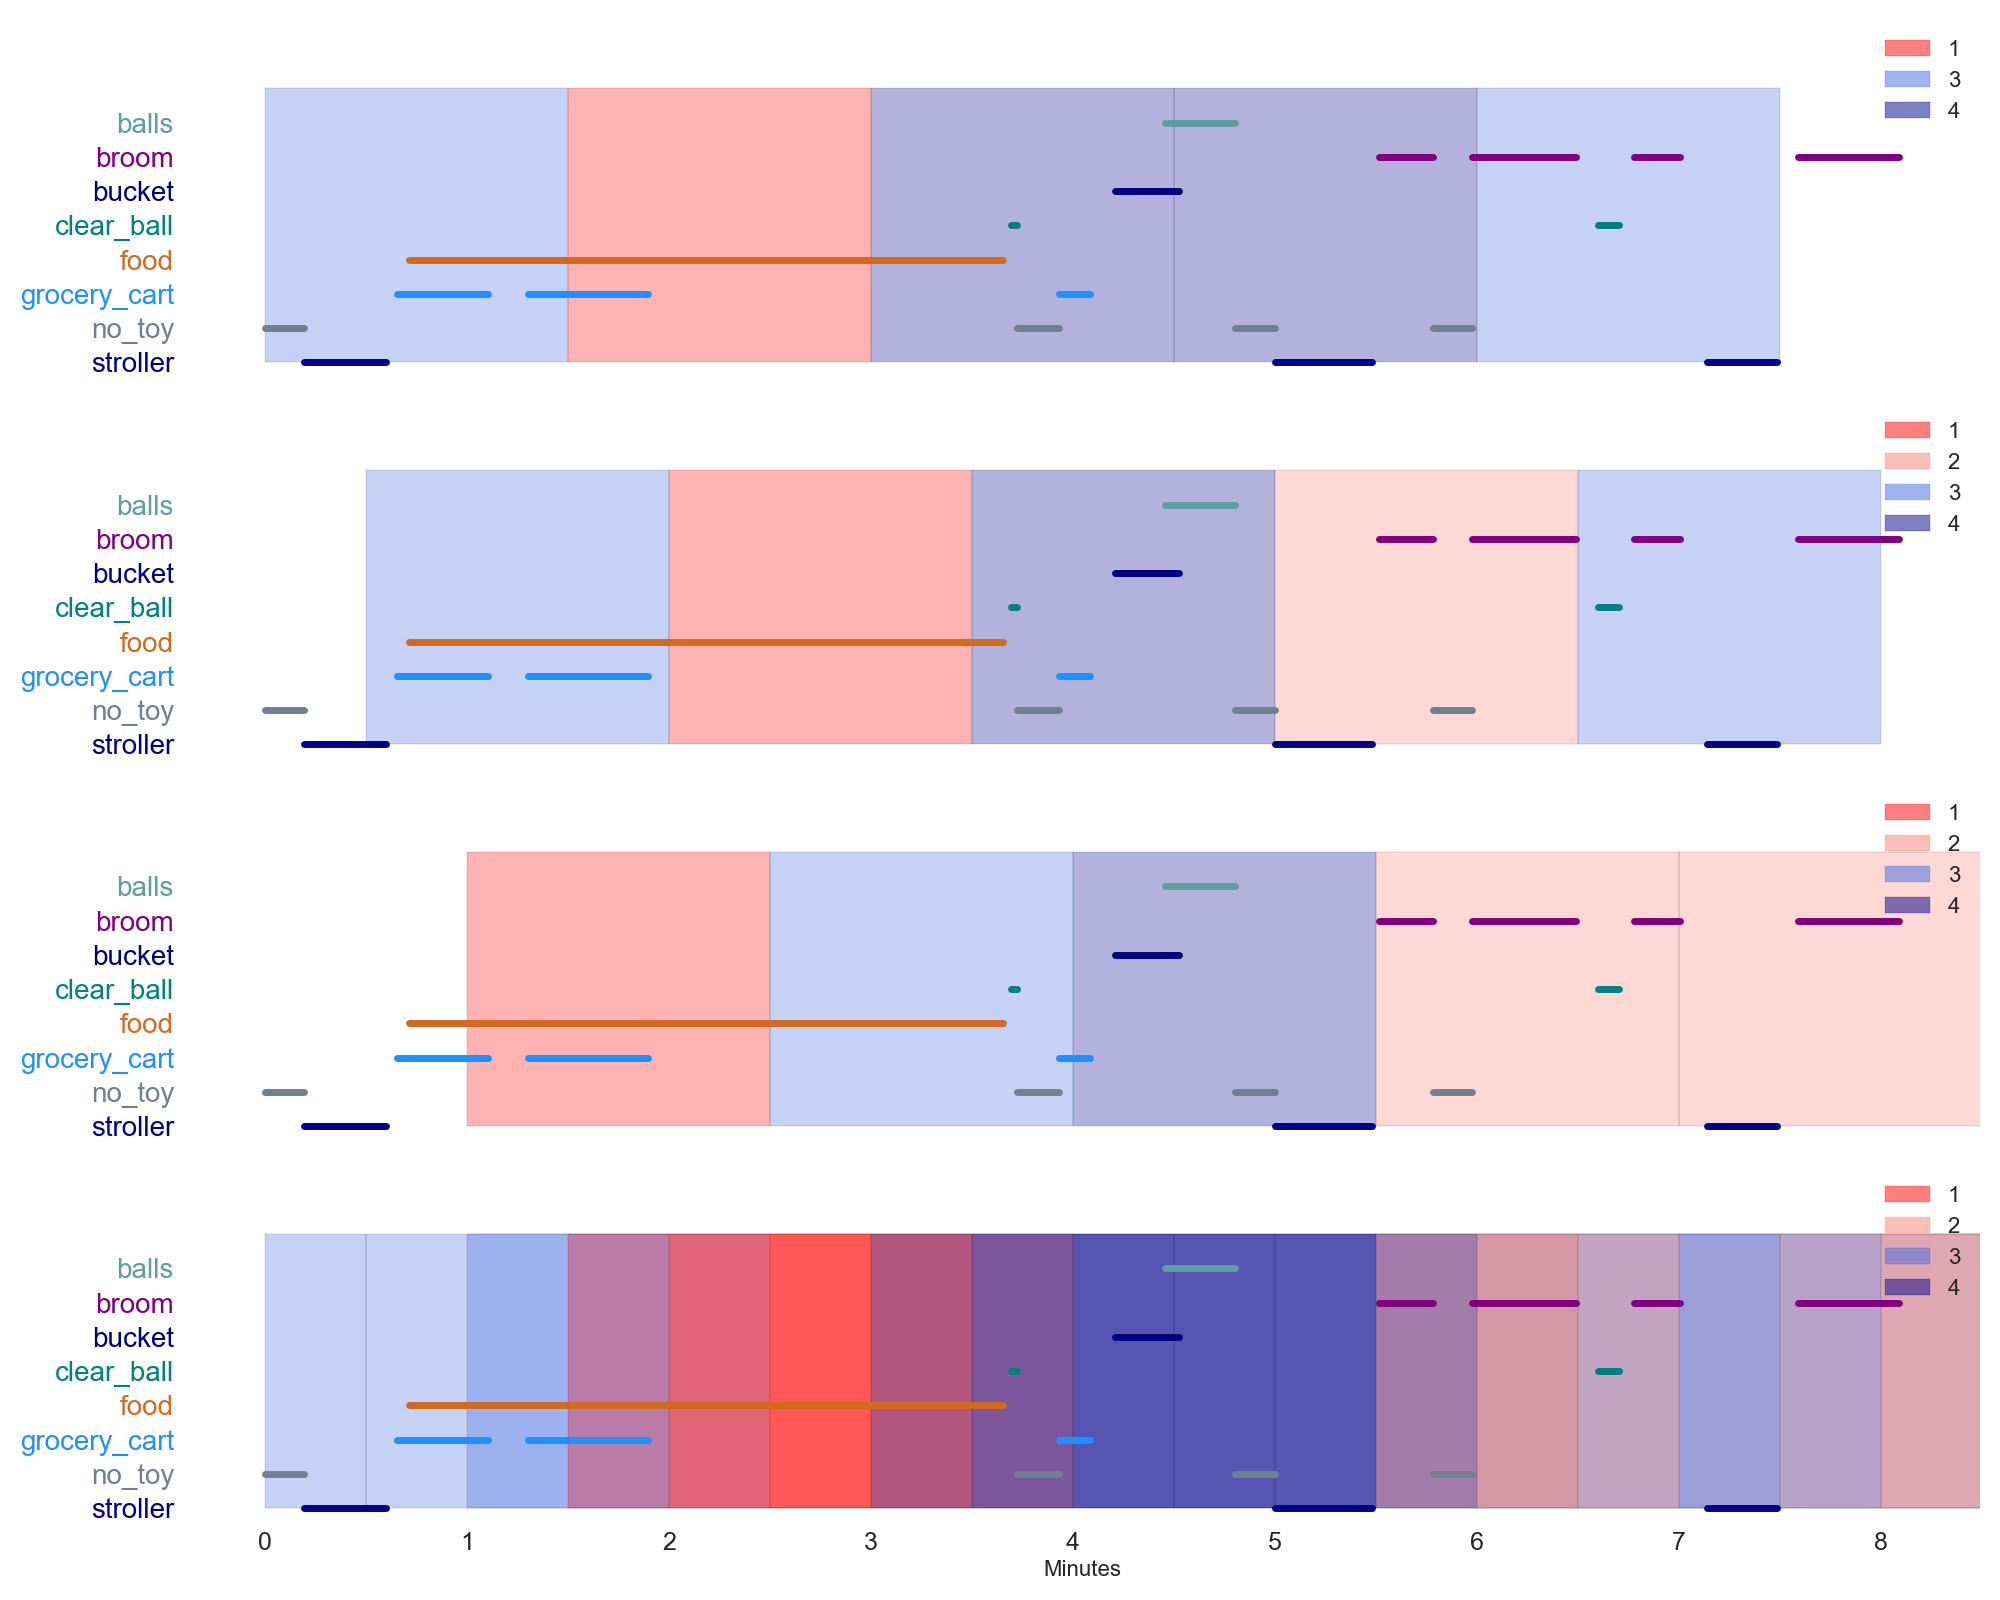 1
3
4
balls
broom
bucket
clear_ball
food
grocery_cart
no_toy
stroller
1
2
3
4
balls
broom
bucket
clear_ball
food
grocery_cart
no_toy
stroller
1
2
3
4
balls
broom
bucket
clear_ball
food
grocery_cart
no_toy
stroller
1
2
3
4
balls
broom
bucket
clear_ball
food
grocery_cart
no_toy
stroller
0 1 2 3 4 5 6 7 8
Minutes